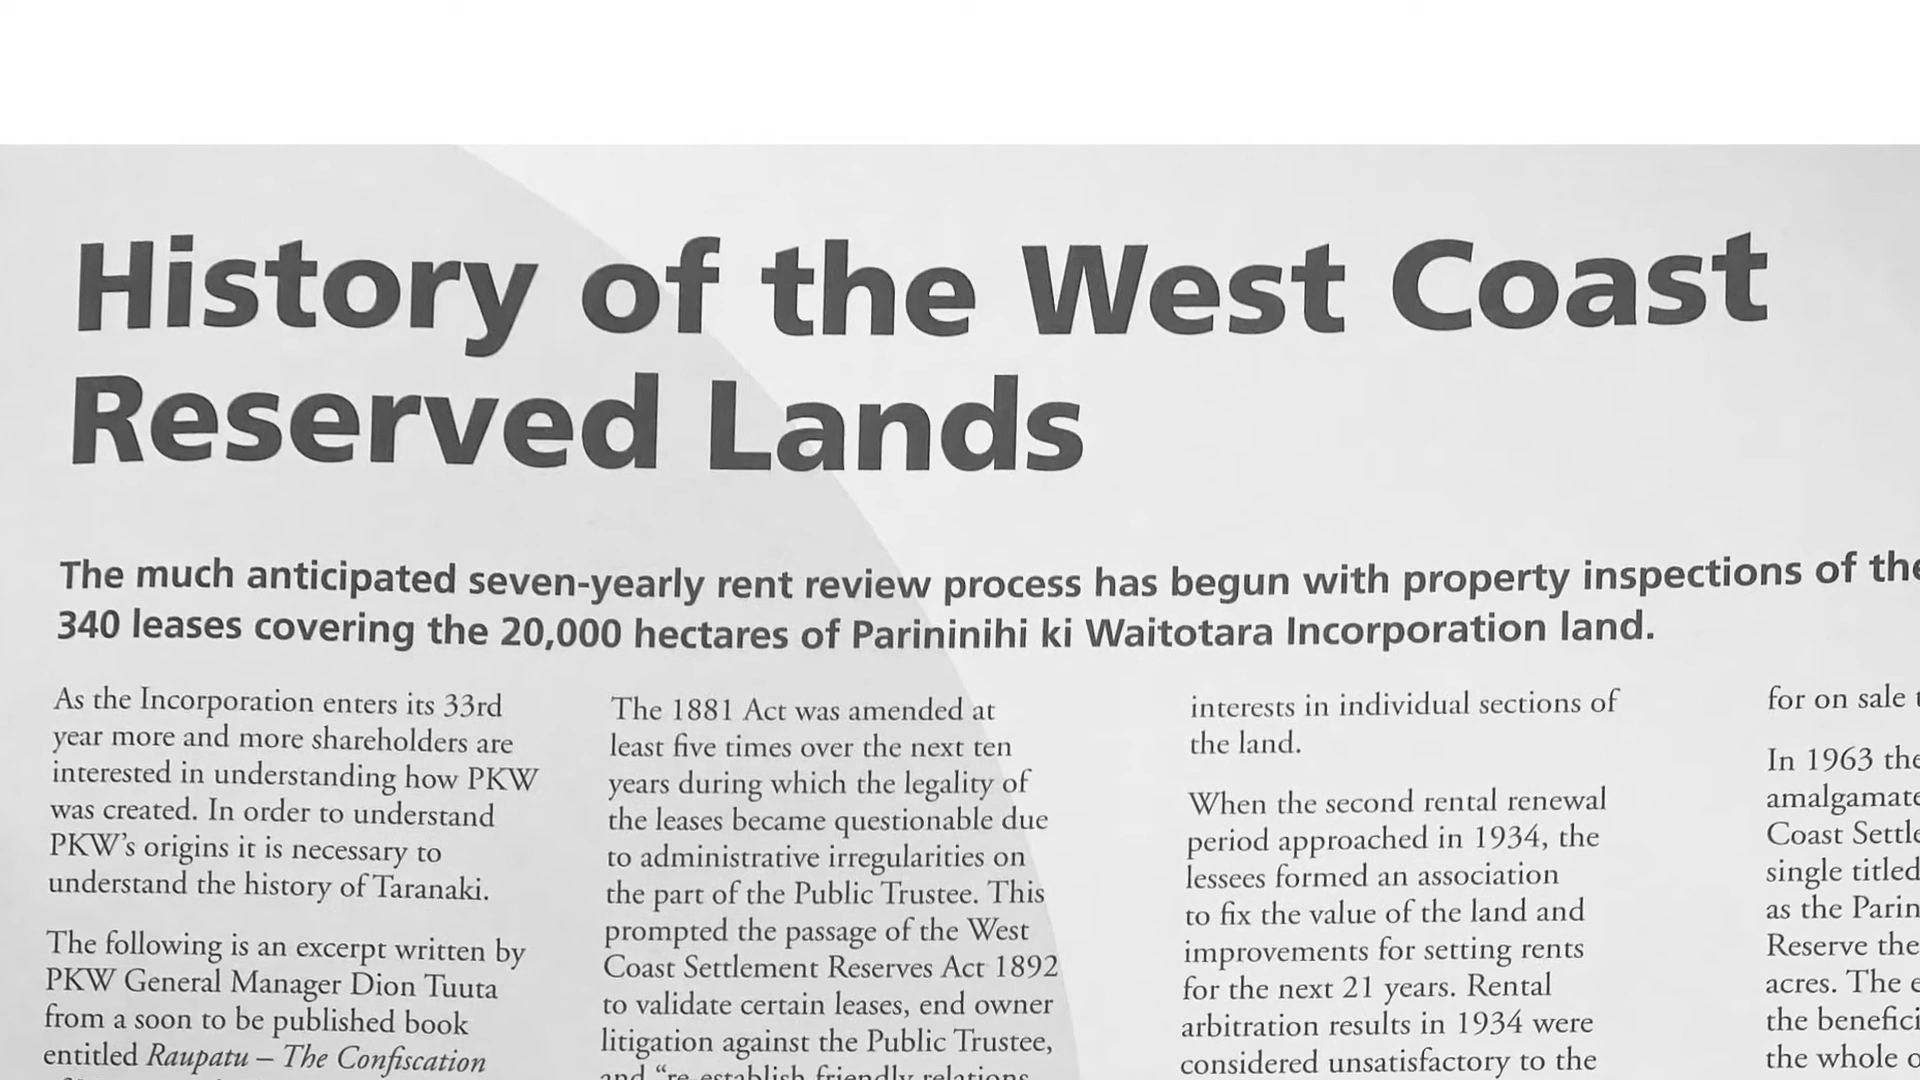 History of the West Coast
Reserved Lands
The much anticipated seven-yearly rent review process has begun with property inspections of the
340 leases covering the 20,000 hectares of Parininihi ki Waitotara Incorporation land.
As the Incorporation enters its 33rd
year more and more shareholders are
interested in understanding how PKW
was created. In order to understand
PKW's origins it is necessary to
understand the history of Taranaki.
The following is an excerpt written by
PKW General Manager Dion Tuuta
from a soon to be published book
entitled Raupatu – The Confiscation
The 1881 Act was amended at
least five times over the next ten
years during which the legality of
the leases became questionable due
to administrative irregularities on
the part of the Public Trustee. This
prompted the passage of the West
Coast Settlement Reserves Act 1892
to validate certain leases, end owner
litigation against the Public Trustee,
and "re-establish friendly relations
interests in individual sections of
the land.
When the second rental renewal
period approached in 1934, the
lessees formed an association
to fix the value of the land and
improvements for setting rents
for the next 21 years. Rental
arbitration results in 1934 were
considered unsatisfactory to the
for on sale
In 1963 the
amalgamate
Coast Settle
single titled
as the Parin
Reserve the
acres. The
the benefici
the whole